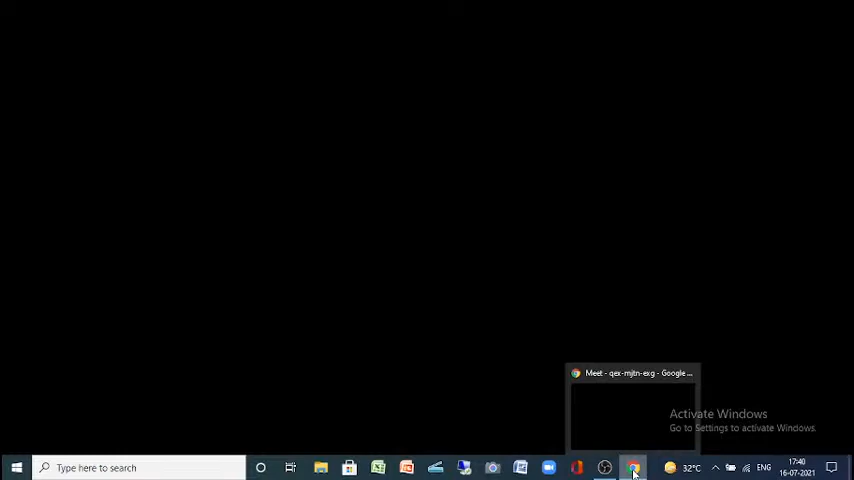 Meet - qex-mjtn-exg - Google ...
Activate Windows
Go to Settings to activate Windows.
Type here to search
32°C
ENG
17:40
16-07-2021